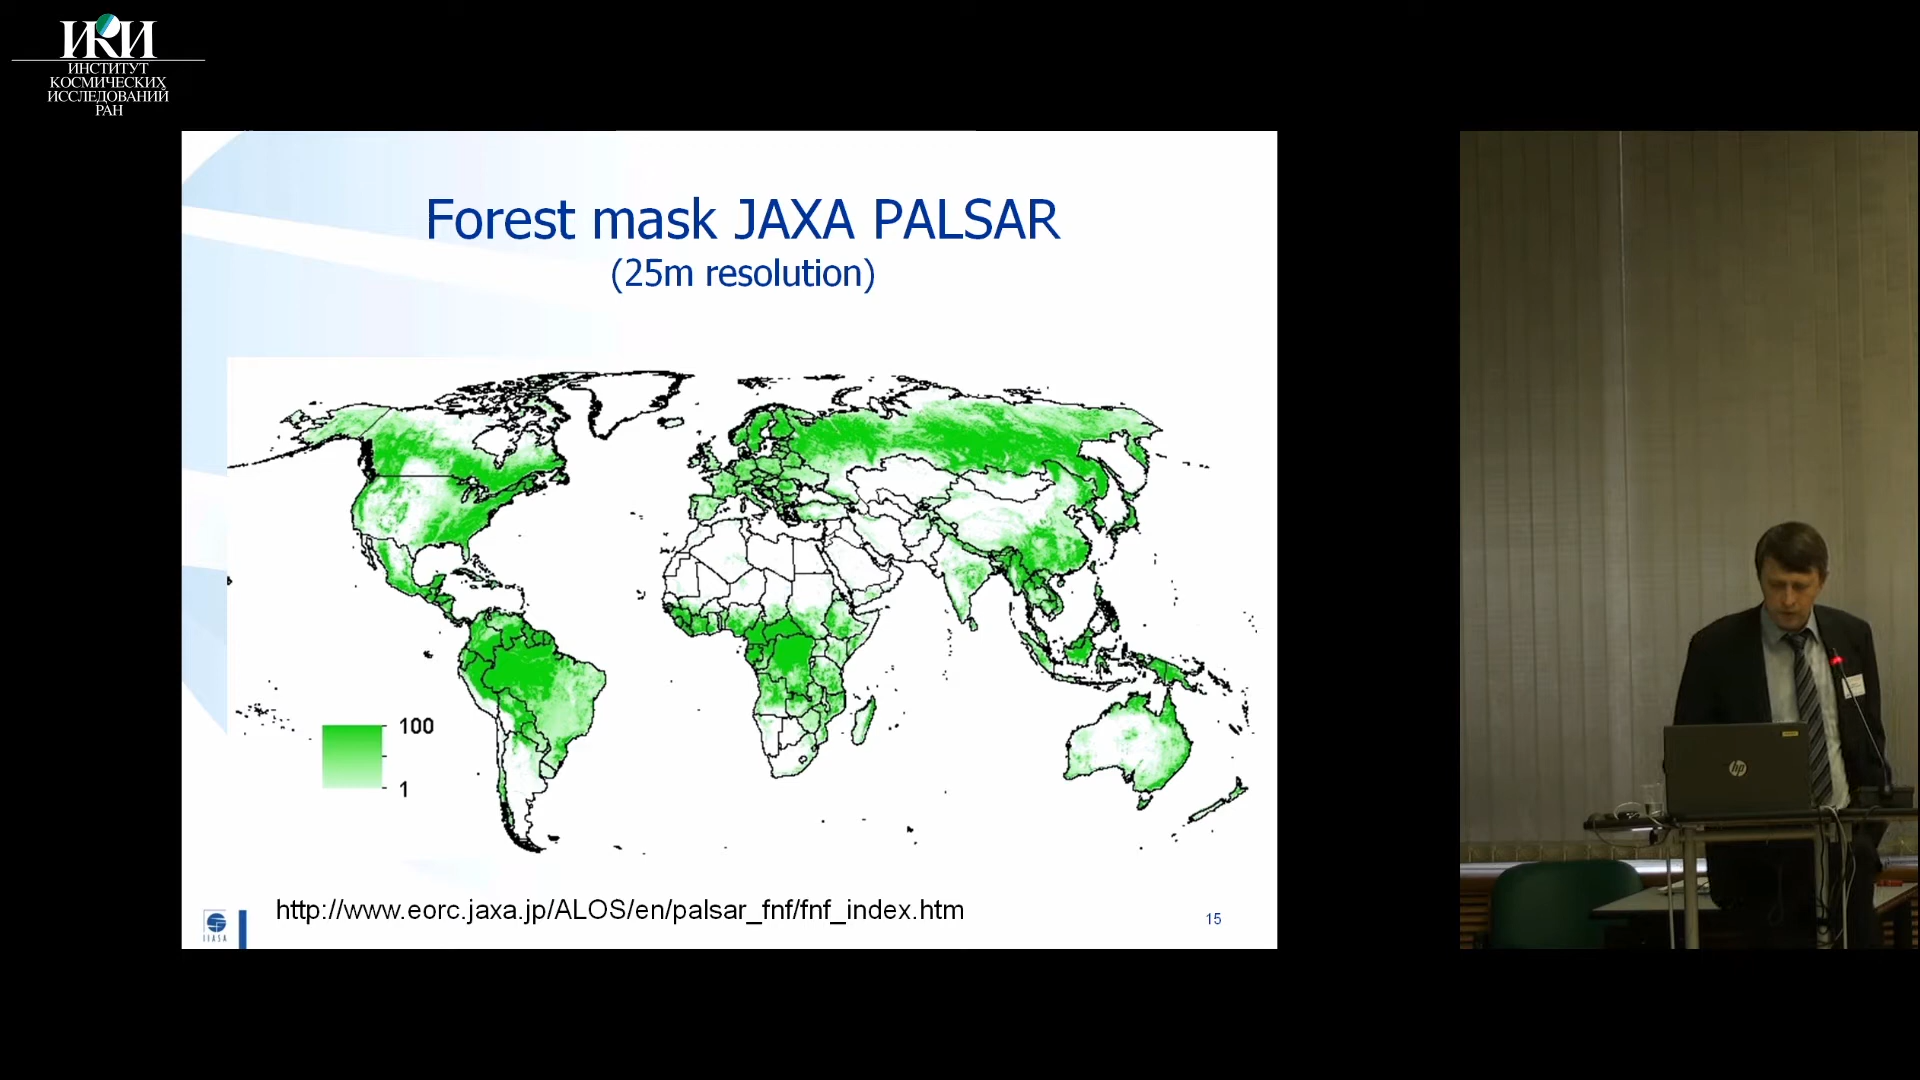 ИКИ
ИНСТИТУТ
КОСМИЧЕСКИХ
ИССЛЕДОВАНИЙ
РАН
Forest mask JAXA PALSAR
(25m resolution)
100
1
http://www.eorc.jaxa.jp/ALOS/en/palsar_fnf/fnf_index.htm
IIASA
15
hp